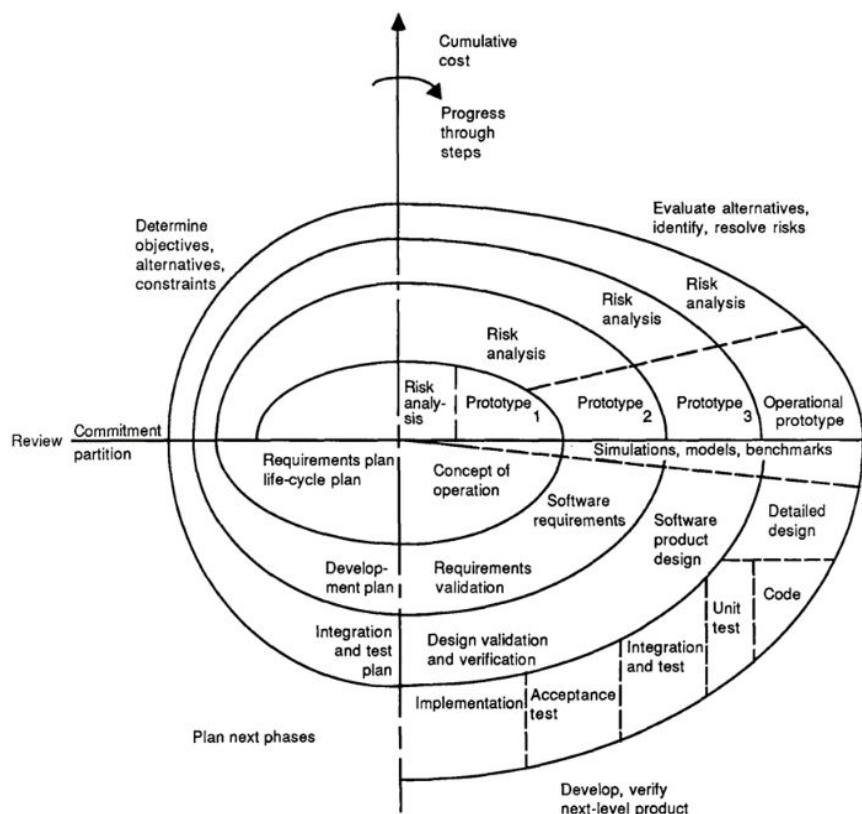 Cumulative
cost
Progress
through
steps
Determine
objectives,
alternatives,
constraints
Evaluate alternatives,
identify, resolve risks
Risk
analysis
Risk
analysis
Risk
analysis
Risk
analy-
sis
Prototype
1
Prototype
2
Prototype
3
Operational
prototype
Review
Commitment
partition
Simulations, models, benchmarks
Requirements plan
life-cycle plan
Concept of
operation
Software
requirements
Software
product
design
Detailed
design
Develop-
ment plan
Requirements
validation
Integration
and test
plan
Design validation
and verification
Implementation
Acceptance
test
Integration
and test
Unit
test
Code
Plan next phases
Develop, verify
next-level product